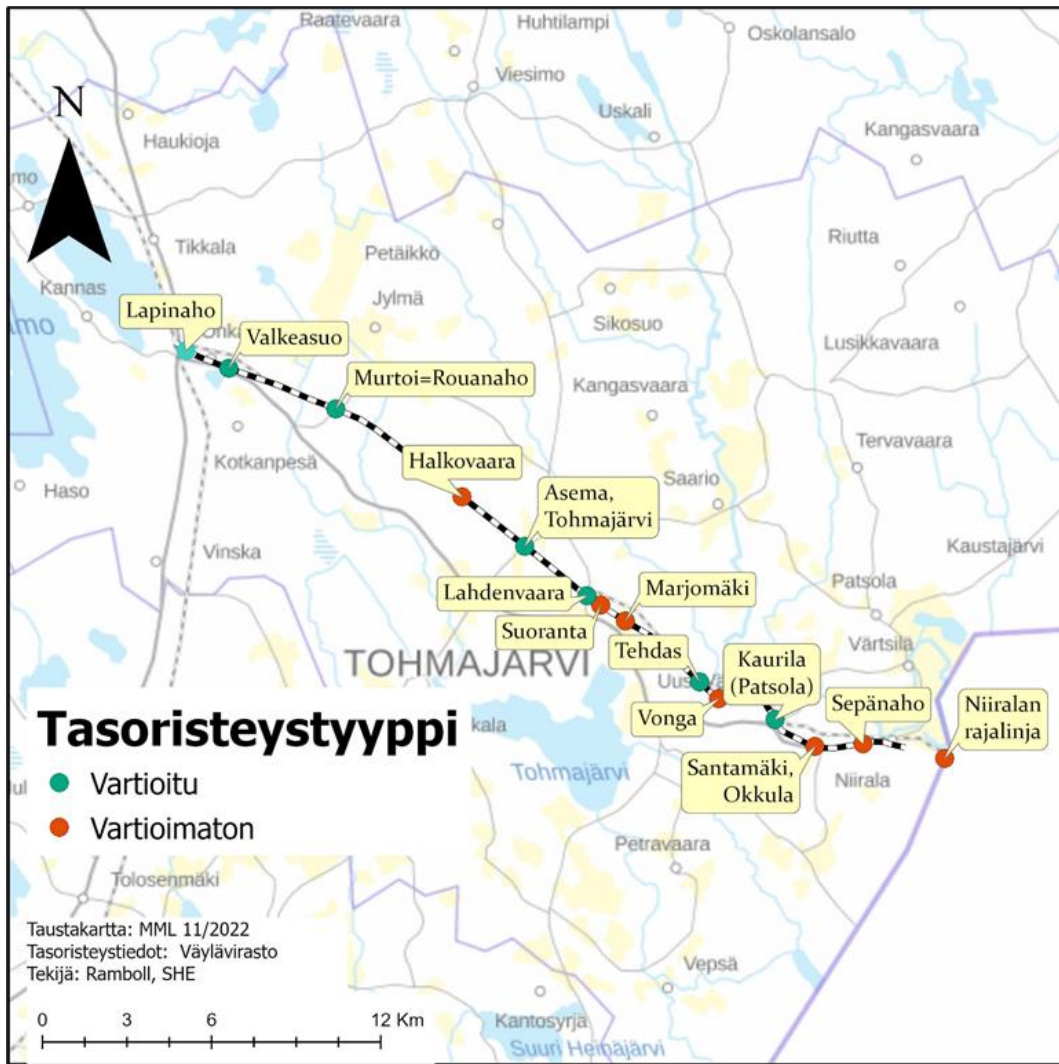 Raatevaara
Huhtilampi
Oskolansalo
Viesimo
N
Uskali
Haukioja
Kangasvaara
Tikkala
Petäikkö
Riutta
Kannas
Jylmä
Lapinaho
Valkeasuo
Sikosuo
Lusikkavaara
Murtoi=Rouanaho
Kangasvaara
Kotkanpesä
Halkovaara
Tervavaara
Haso
Asema,
Tohmajärvi
Saario
Vinska
Kaustajärvi
Lahdenvaara
Marjomäki
Patsola
Suoranta
Värtsilä
TOHMAJÄRVI
Tehdas
Kaurila
(Patsola)
Sepänaho
Niiralan
rajalinja
Vonga
Tasoristeystyyppi
Vartioitu
Vartioimaton
Tohmajärvi
Santamäki,
Okkula
Niirala
Petravaara
Tolosenmäki
Taustakartta: MML 11/2022
Tasoristeystiedot: Väylävirasto
Tekijä: Ramboll, SHE
Vepsä
0 3 6 12 Km
Kantosyrjä
Suuri Heinäjärvi